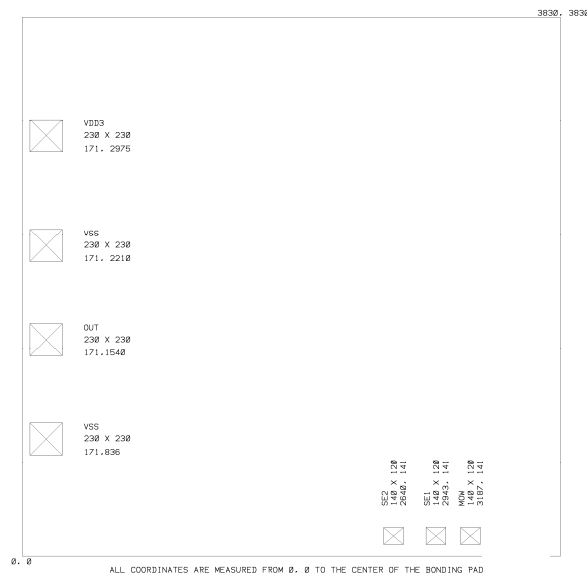 3830, 3830
VDD3
230 X 230
171, 2975
VSS
230 X 230
171, 2210
OUT
230 X 230
171,1540
VSS
230 X 230
171,836
SE2
140 X 120
2640, 141
SE1
140 X 120
2943, 141
MOW
140 X 120
3187, 141
0, 0
ALL COORDINATES ARE MEASURED FROM 0, 0 TO THE CENTER OF THE BONDING PAD